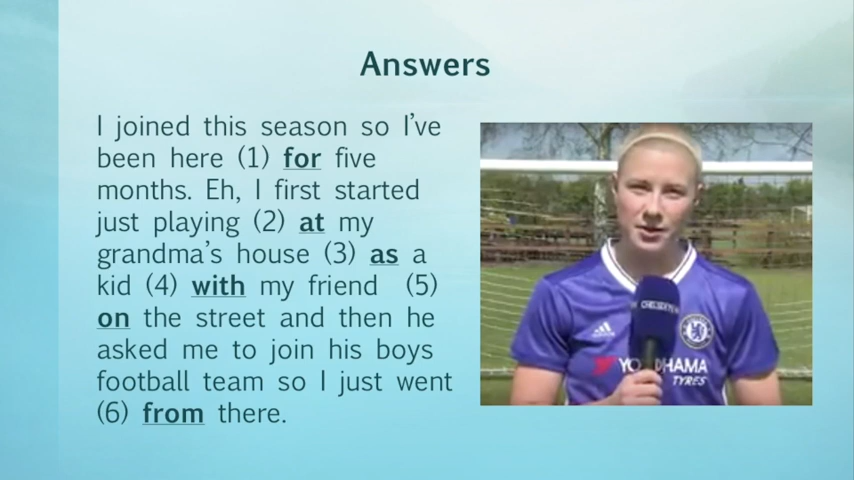 Answers
I joined this season so I've
been here (1) for five
months. Eh, I first started
just playing (2) at my
grandma's house (3) as a
kid (4) with my friend (5)
on the street and then he
asked me to join his boys
football team so I just went
(6) from there.
adidas
YOKOHAMA
TYRES